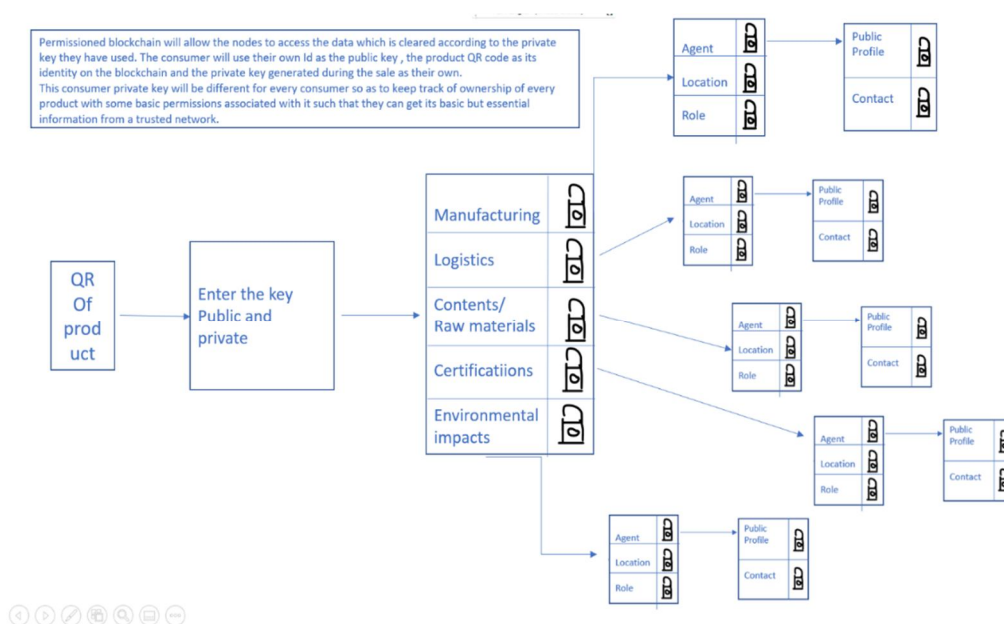 Permissioned blockchain will allow the nodes to access the data which is cleared according to the private
key they have used. The consumer will use their own Id as the public key , the product QR code as its
identity on the blockchain and the private key generated during the sale as their own.
This consumer private key will be different for every consumer so as to keep track of ownership of every
product with some basic permissions associated with it such that they can get its basic but essential
information from a trusted network.
QR
Of
prod
uct
Enter the key
Public and
private
Manufacturing
Logistics
Contents/
Raw materials
Certificatiions
Environmental
impacts
Agent
Location
Role
Public
Profile
Contact
Agent
Location
Role
Public
Profile
Contact
Agent
Location
Role
Public
Profile
Contact
Agent
Location
Role
Public
Profile
Contact
Agent
Location
Role
Public
Profile
Contact